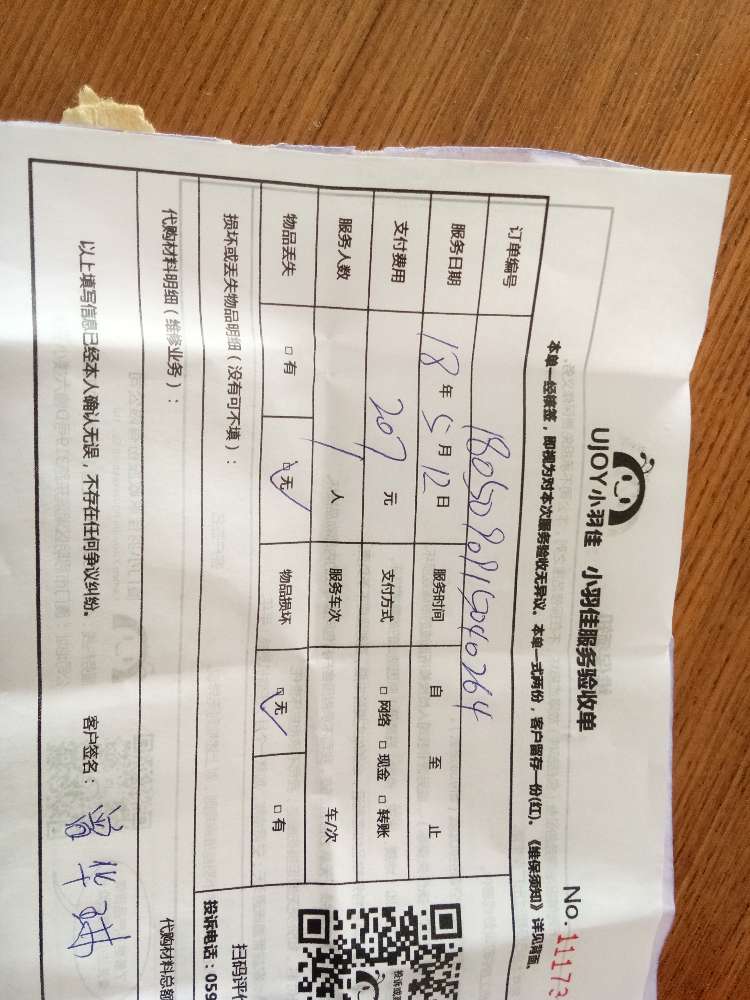 UJOY小羽佳 小羽佳服务验收单
No. 11173
本单一经核签，即视为对本次服务验收无异议。本单一式两份，客户留存一份(红)。《维保须知》详见背面。
订单编号
服务日期 18年 5月 12日 服务时间 自 至 止
支付费用 207 元 支付方式 □ 网络 □ 现金 □ 转账
服务人数 1 人 服务车次 车/次
物品丢失 □ 有 □ 无 ✓ 物品损坏 □ 无 ✓ □ 有
损坏或丢失物品明细（没有可不填）：
代购材料明细（维修业务）： 代购材料总额
以上填写信息已经本人确认无误，不存在任何争议纠纷。 客户签名：
扫码评价
投诉电话：059